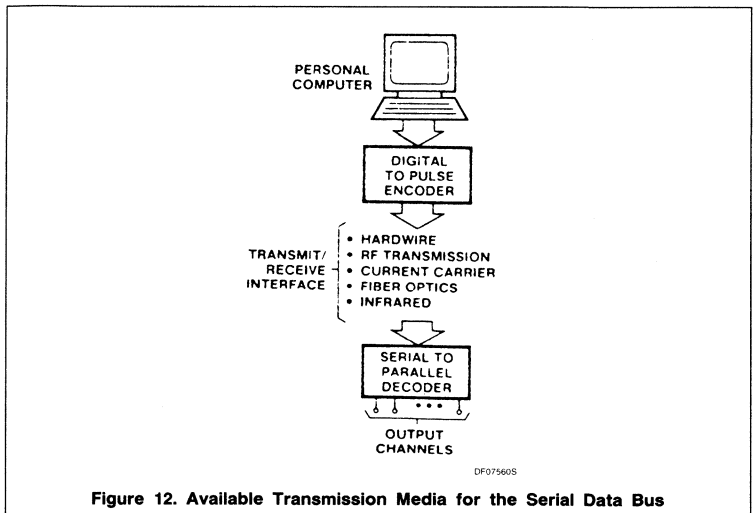 PERSONAL
COMPUTER
DIGITAL
TO PULSE
ENCODER
TRANSMIT/
RECEIVE
INTERFACE
• HARDWIRE
• RF TRANSMISSION
• CURRENT CARRIER
• FIBER OPTICS
• INFRARED
SERIAL TO
PARALLEL
DECODER
OUTPUT
CHANNELS
DF07560S
Figure 12. Available Transmission Media for the Serial Data Bus